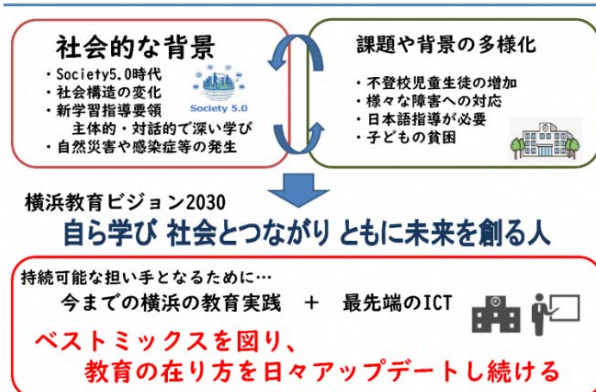 社会的な背景
・Society5.0時代
・社会構造の変化
・新学習指導要領
主体的・対話的で深い学び
・自然災害や感染症等の発生
Society 5.0
課題や背景の多様化
・不登校児童生徒の増加
・様々な障害への対応
・日本語指導が必要
・子どもの貧困
横浜教育ビジョン2030
自ら学び 社会とつながり ともに未来を創る人
持続可能な担い手となるために…
今までの横浜の教育実践 + 最先端のICT
ベストミックスを図り、
教育の在り方を日々アップデートし続ける